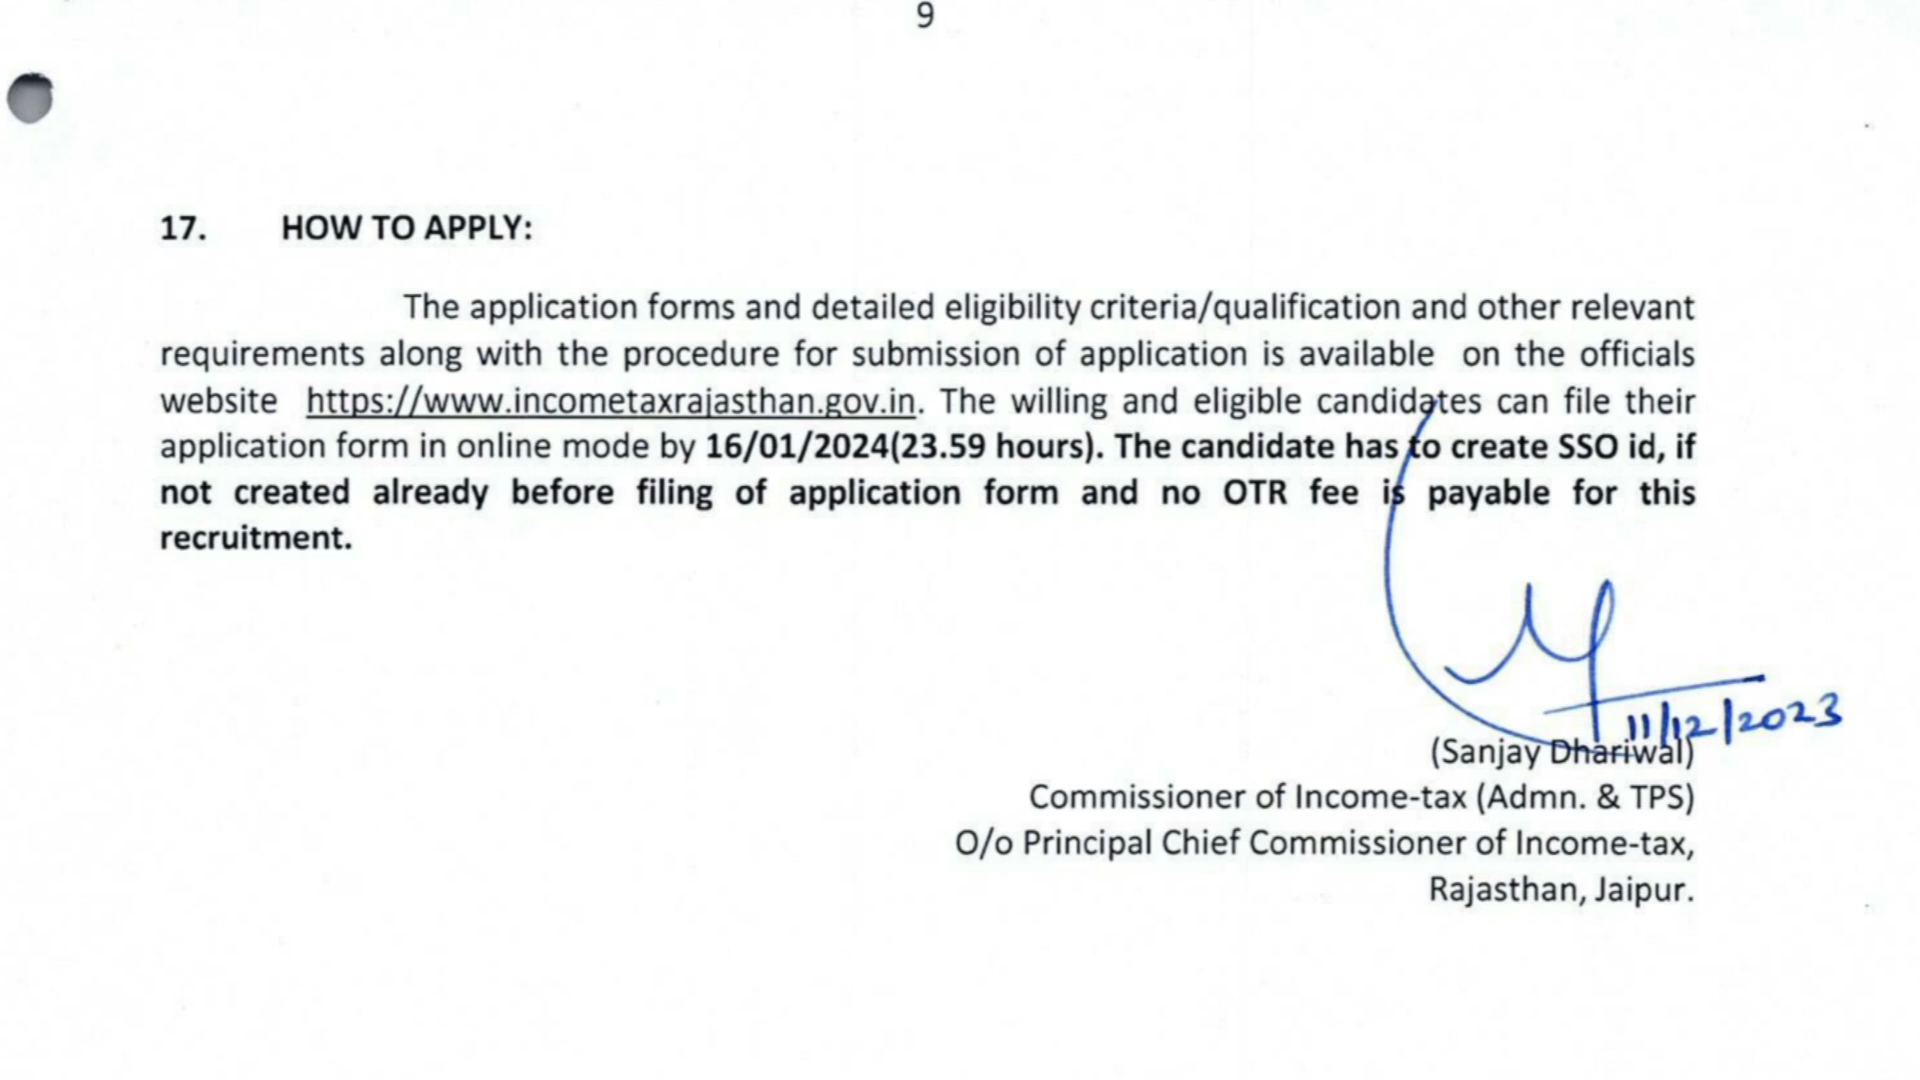 9
17. HOW TO APPLY:
The application forms and detailed eligibility criteria/qualification and other relevant
requirements along with the procedure for submission of application is available on the officials
website https://www.incometaxrajasthan.gov.in. The willing and eligible candidates can file their
application form in online mode by 16/01/2024(23.59 hours). The candidate has to create SSO id, if
not created already before filing of application form and no OTR fee is payable for this
recruitment.
11/12/2023
(Sanjay Dhariwal)
Commissioner of Income-tax (Admn. & TPS)
O/o Principal Chief Commissioner of Income-tax,
Rajasthan, Jaipur.